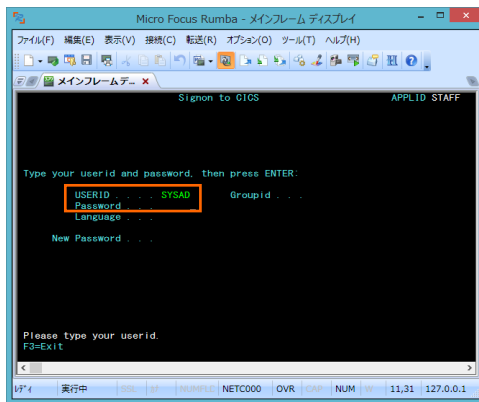 Micro Focus Rumba - メインフレーム ディスプレイ
ファイル(F) 編集(E) 表示(V) 接続(C) 転送(R) オプション(O) ツール(T) ヘルプ(H)
メインフレームデ...
Signon to CICS APPLID STAFF
Type your userid and password, then press ENTER:
USERID . . . . SYSAD Groupid . . .
Password . . . _
Language . . .
New Password . . .
Please type your userid.
F3=Exit
ﾚﾃﾞｨ 実行中 SSL NUMFLD NETC000 OVR CAP NUM W 11,31 127.0.0.1